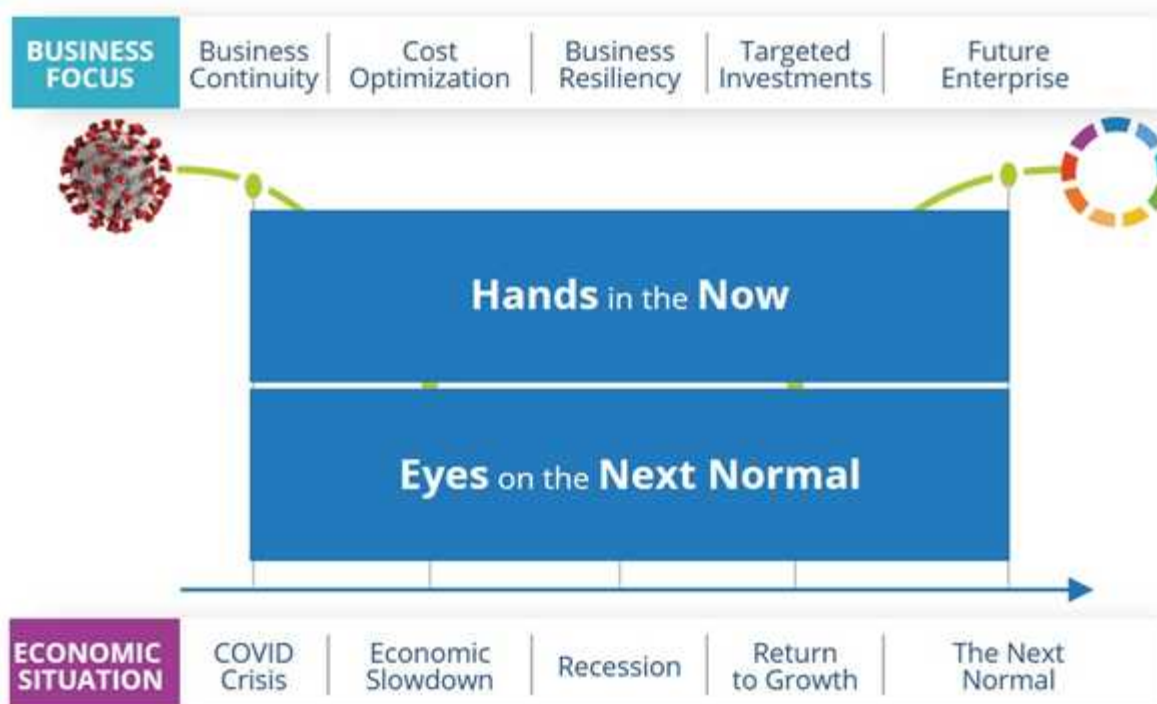 BUSINESS
FOCUS
Business
Continuity
Cost
Optimization
Business
Resiliency
Targeted
Investments
Future
Enterprise
Hands in the Now
Eyes on the Next Normal
ECONOMIC
SITUATION
COVID
Crisis
Economic
Slowdown
Recession
Return
to Growth
The Next
Normal